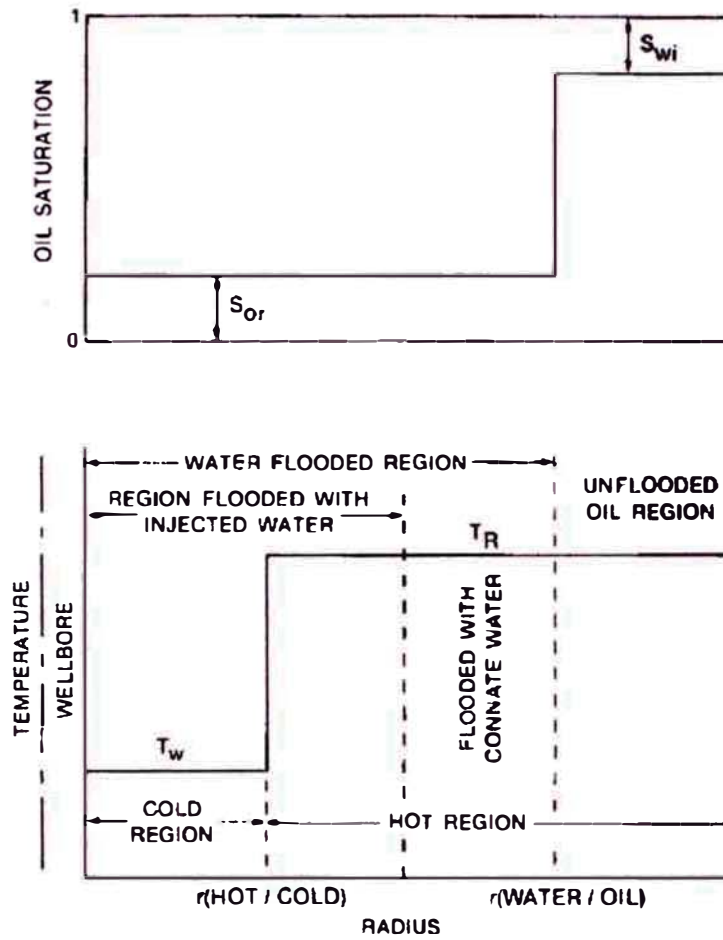 1
S_wi
OIL SATURATION
S_or
0
WATER FLOODED REGION
REGION FLOODED WITH
INJECTED WATER
UNFLOODED
OIL REGION
T_R
TEMPERATURE
WELLBORE
FLOODED WITH
CONNATE WATER
T_w
COLD
REGION
HOT REGION
r(HOT / COLD)
r(WATER / OIL)
RADIUS